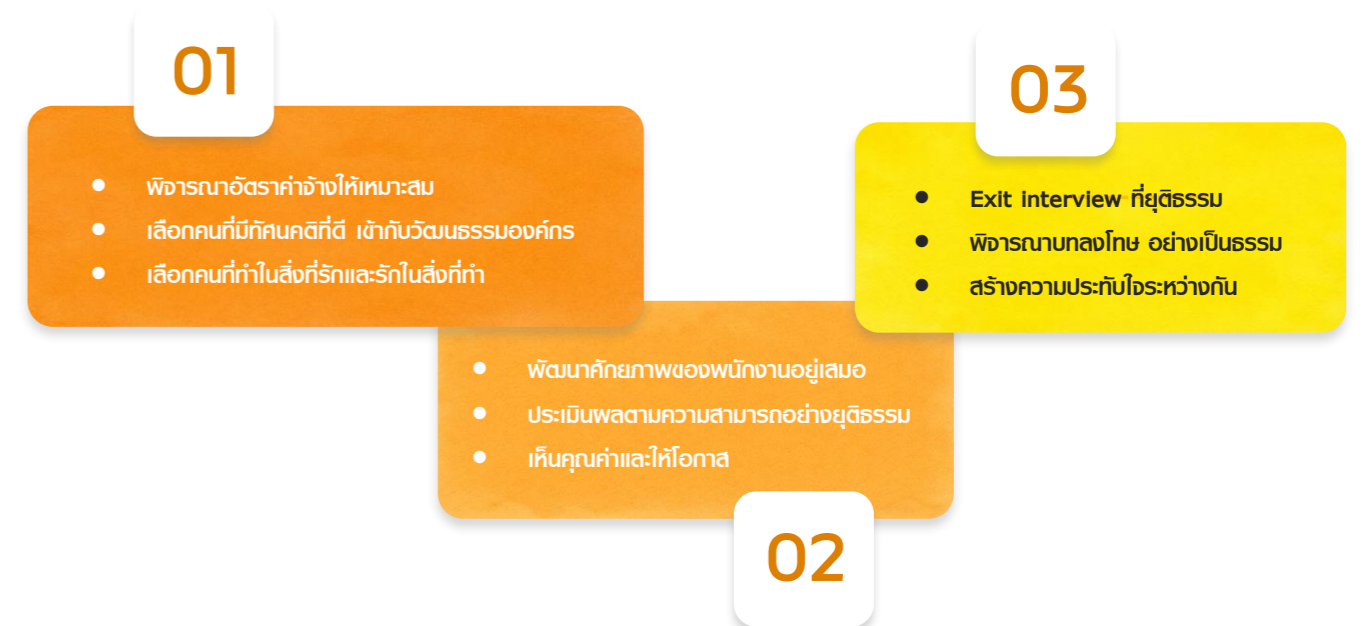 01
• พิจารณาอัตราค่าจ้างให้เหมาะสม
• เลือกคนที่มีทัศนคติที่ดี เข้ากับวัฒนธรรมองค์กร
• เลือกคนที่ทำในสิ่งที่รักและรักในสิ่งที่ทำ
• พัฒนาศักยภาพของพนักงานอยู่เสมอ
• ประเมินผลตามความสามารถอย่างยุติธรรม
• เห็นคุณค่าและให้โอกาส
02
03
• Exit interview ที่ยุติธรรม
• พิจารณาบทลงโทษ อย่างเป็นธรรม
• สร้างความประทับใจระหว่างกัน